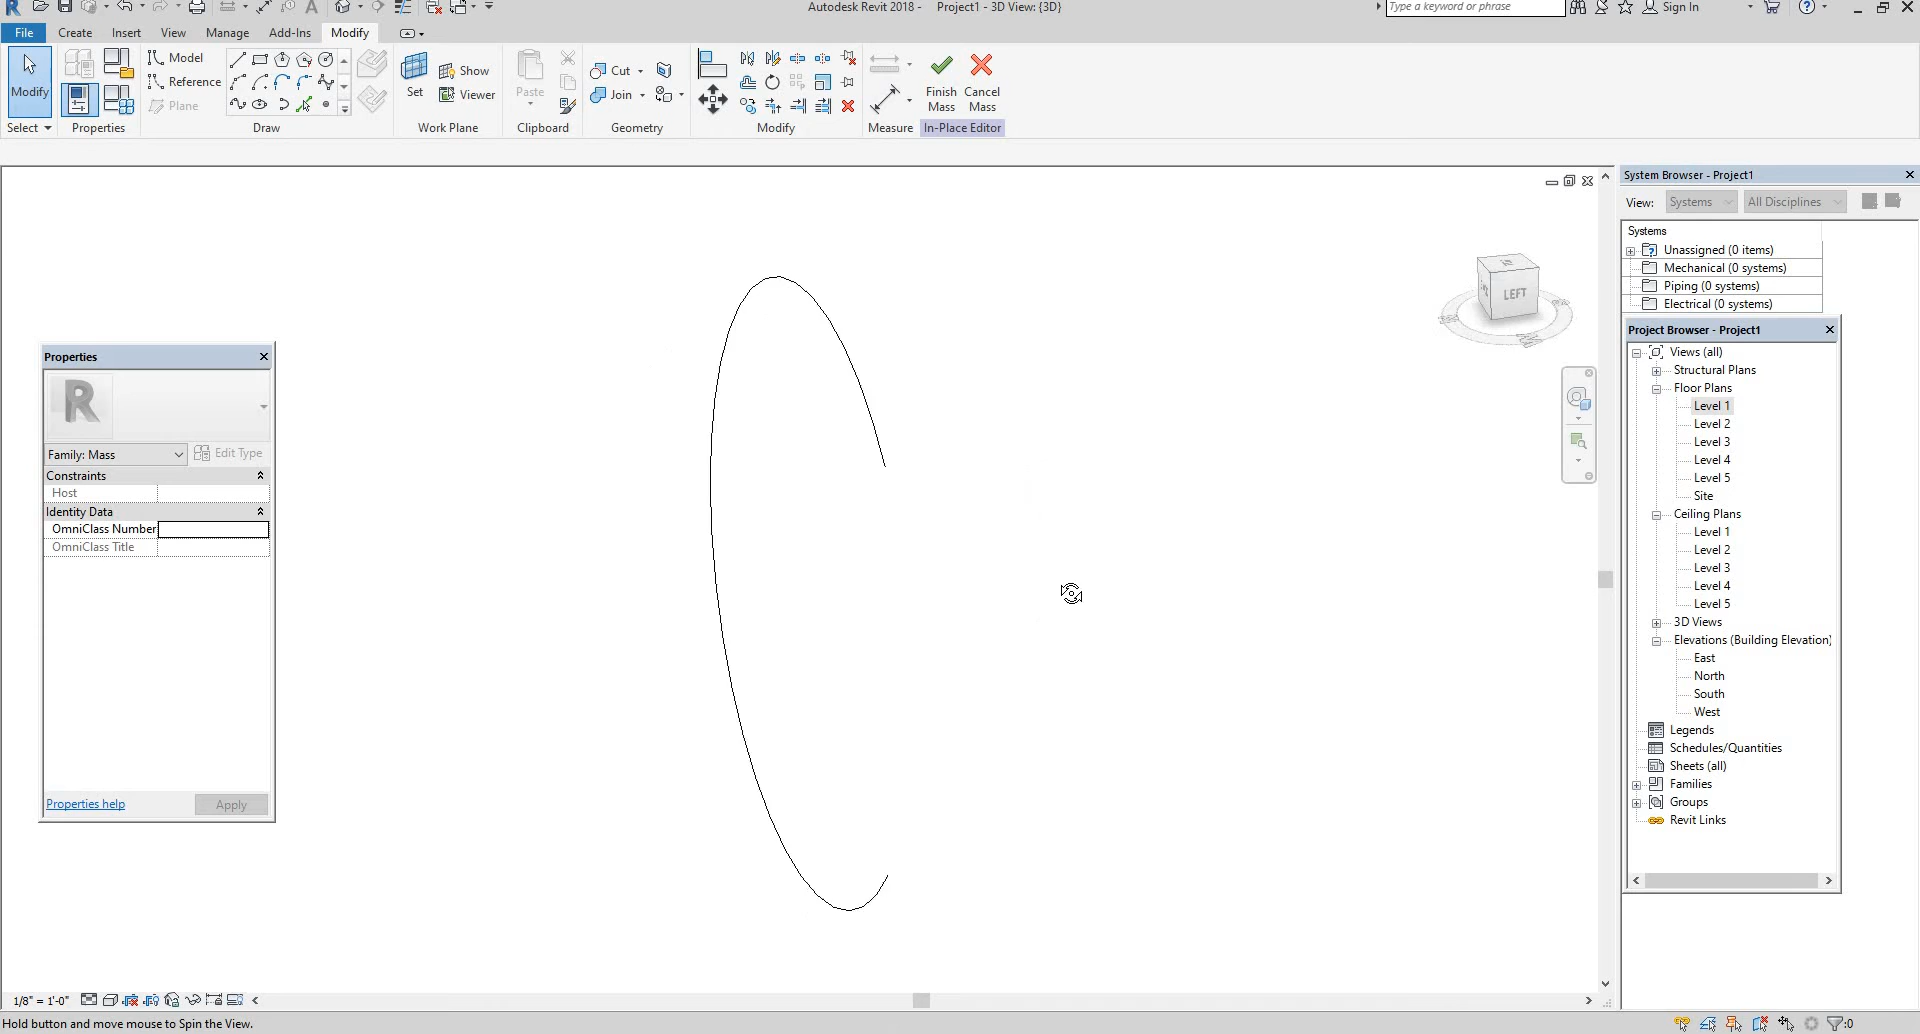 Autodesk Revit 2018 - Project1 - 3D View: {3D}
Type a keyword or phrase
Sign In
File Create Insert View Manage Add-Ins Modify
Modify
Select
Properties
Model
Reference
Plane
Draw
Set
Show
Viewer
Work Plane
Paste
Clipboard
Cut
Join
Geometry
Modify
Measure
Finish Mass
Cancel Mass
In-Place Editor
LEFT
Properties
Family: Mass
Edit Type
Constraints
Host
Identity Data
OmniClass Number
OmniClass Title
Properties help
Apply
System Browser - Project1
View: Systems All Disciplines
Systems
Unassigned (0 items)
Mechanical (0 systems)
Piping (0 systems)
Electrical (0 systems)
Project Browser - Project1
Views (all)
Structural Plans
Floor Plans
Level 1
Level 2
Level 3
Level 4
Level 5
Site
Ceiling Plans
Level 1
Level 2
Level 3
Level 4
Level 5
3D Views
Elevations (Building Elevation)
East
North
South
West
Legends
Schedules/Quantities
Sheets (all)
Families
Groups
Revit Links
1/8" = 1'-0"
Hold button and move mouse to Spin the View.
:0